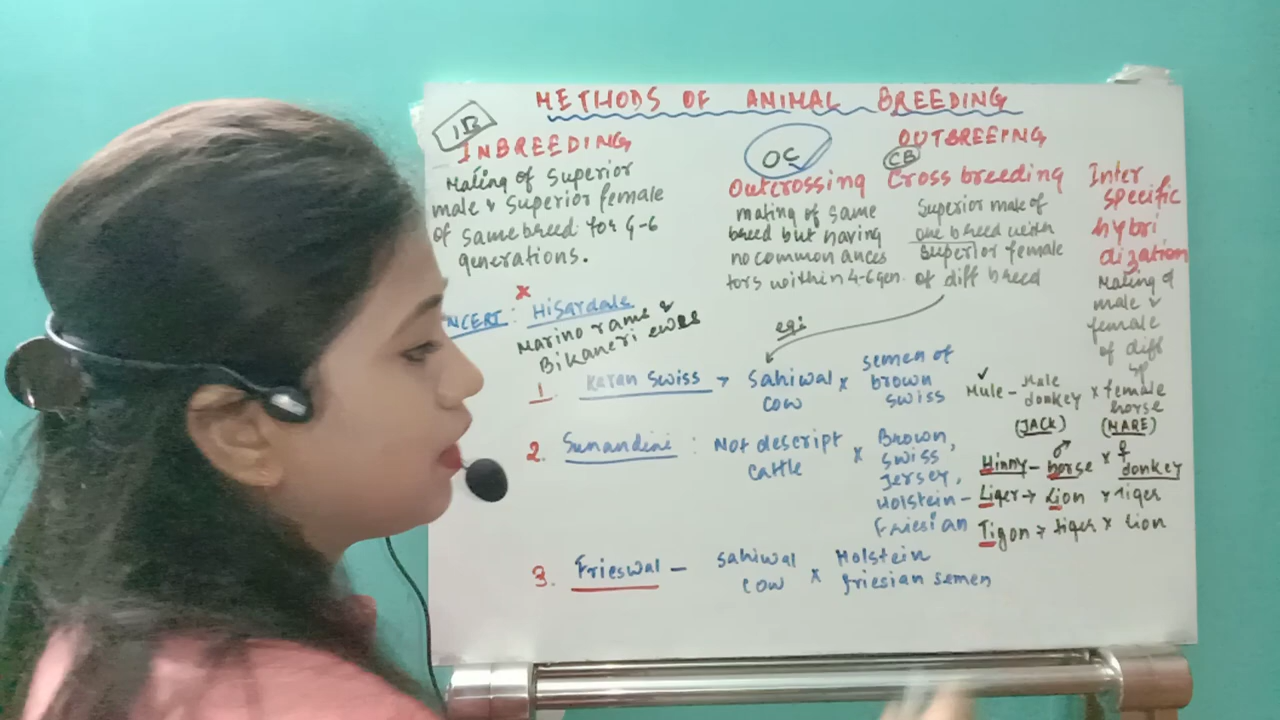 METHODS OF ANIMAL BREEDING
IB
INBREEDING
Mating of Superior
male & Superior female
of same breed for 4-6
generations.
NCERT : Hisardale
Marino rams &
Bikaneri ewes
OUTBREEPING
OC
Outcrossing
mating of same
breed but having
no common ances
tors within 4-6 gen.
CB
Cross breeding
Superior male of
one breed with
superior female
of diff breed
Inter
specific
hybri
dization
Mating of
male &
female
of diff
sp
eg:
1. Karan Swiss → Sahiwal cow × semen of brown swiss
2. Sunandini : Not descript cattle × Brown, swiss, Jersey, Holstein - Friesian
3. Frieswal – sahiwal cow × Holstein friesian semen
✓
Mule – Male donkey × female horse
(JACK) (MARE)
Hinny – horse ♂ × ♀ donkey
Liger → Lion × Tiger
Tigon → tiger × Lion